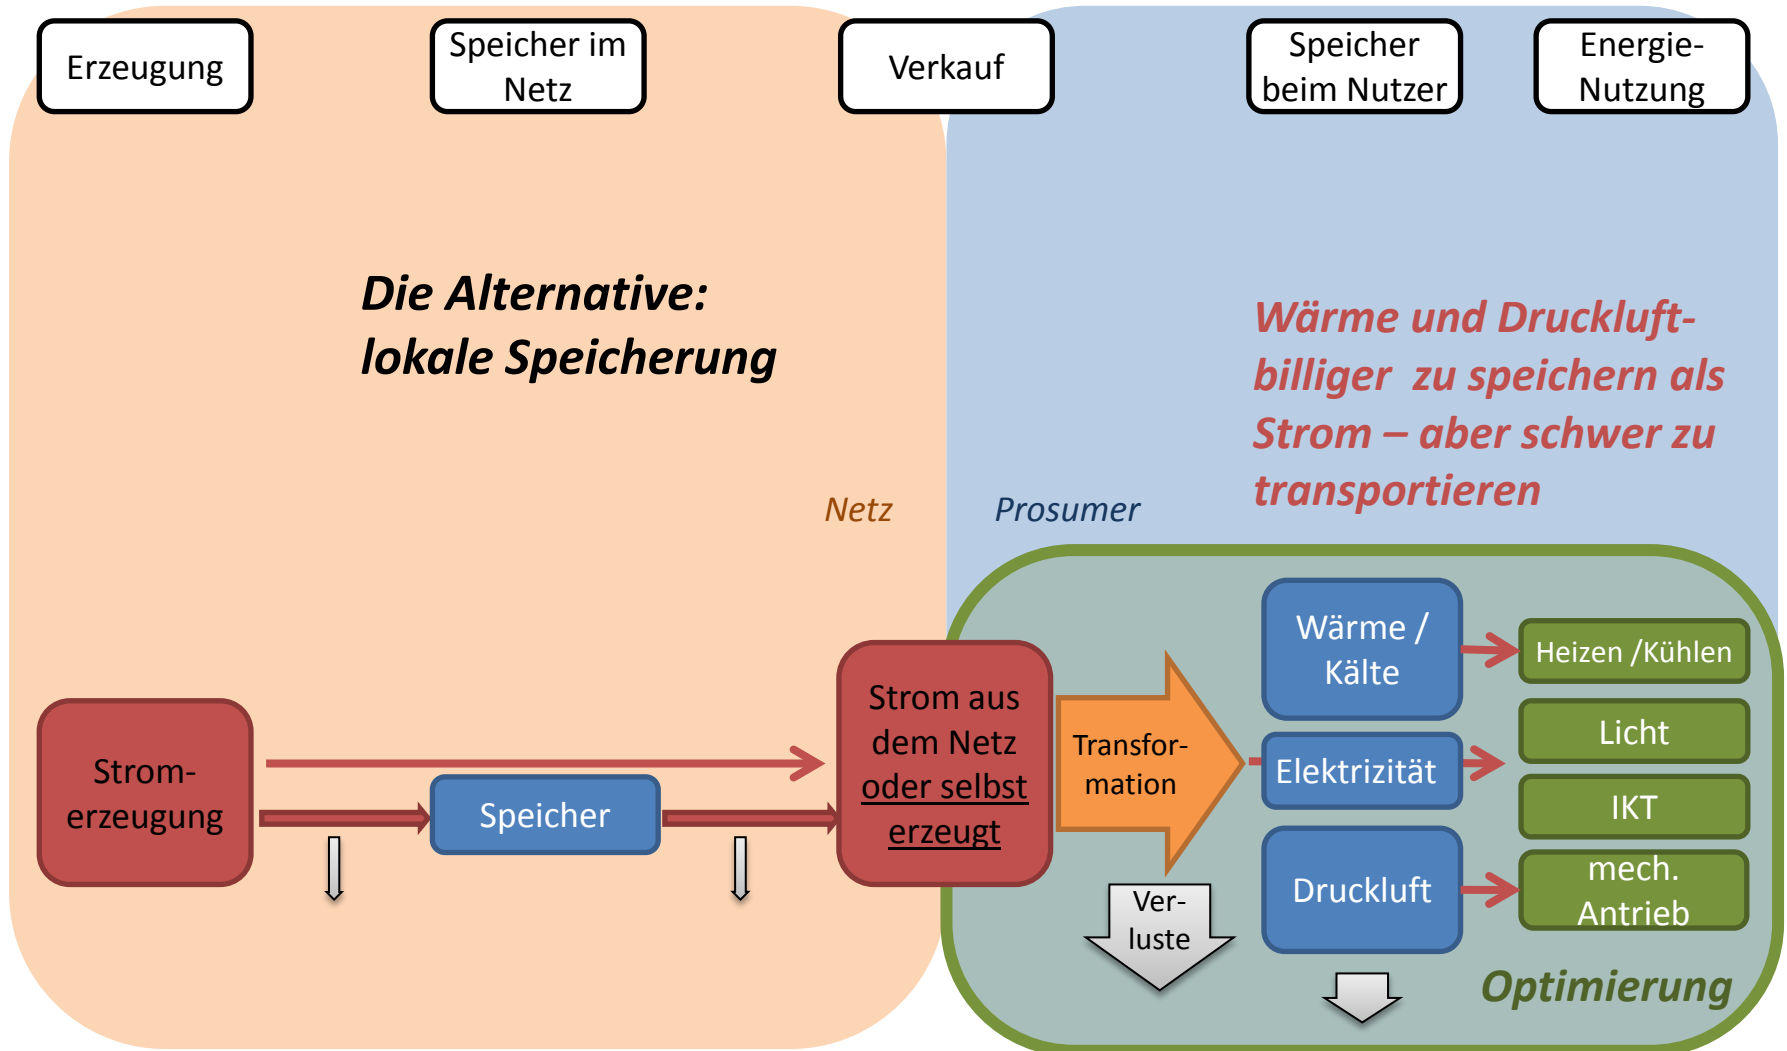 Erzeugung
Speicher im
Netz
Verkauf
Speicher
beim Nutzer
Energie-
Nutzung
Die Alternative:
lokale Speicherung
Wärme und Druckluft-
billiger zu speichern als
Strom – aber schwer zu
transportieren
Netz
Prosumer
Strom-
erzeugung
Speicher
Strom aus
dem Netz
oder selbst
erzeugt
Transfor-
mation
Ver-
luste
Wärme /
Kälte
Elektrizität
Druckluft
Heizen /Kühlen
Licht
IKT
mech.
Antrieb
Optimierung